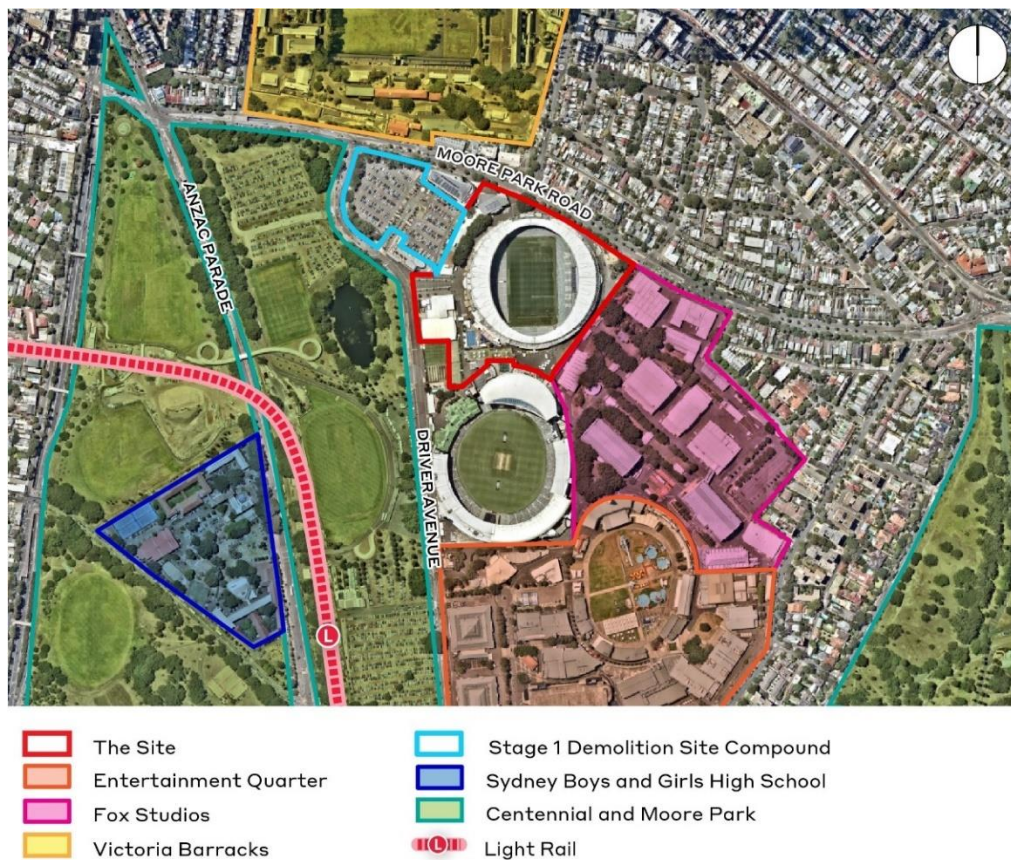 MOORE PARK ROAD
ANZAC PARADE
DRIVER AVENUE
L
The Site
Entertainment Quarter
Fox Studios
Victoria Barracks
Stage 1 Demolition Site Compound
Sydney Boys and Girls High School
Centennial and Moore Park
L
Light Rail